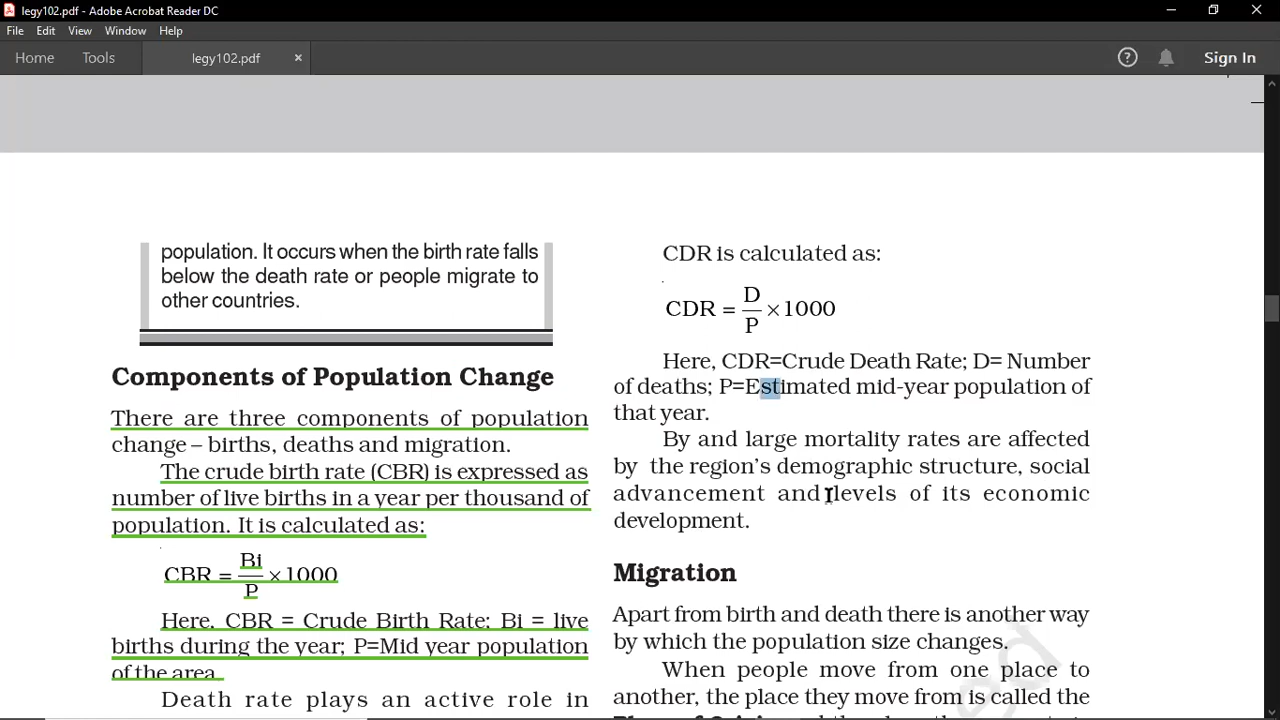 legy102.pdf - Adobe Acrobat Reader DC
File Edit View Window Help
Home Tools legy102.pdf × ? Sign In
population. It occurs when the birth rate falls
below the death rate or people migrate to
other countries.
Components of Population Change
There are three components of population
change – births, deaths and migration.
The crude birth rate (CBR) is expressed as
number of live births in a year per thousand of
population. It is calculated as:
CBR = Bi/P ×1000
Here, CBR = Crude Birth Rate; Bi = live
births during the year; P=Mid year population
of the area.
Death rate plays an active role in
CDR is calculated as:
CDR = D/P ×1000
Here, CDR=Crude Death Rate; D= Number
of deaths; P=Estimated mid-year population of
that year.
By and large mortality rates are affected
by the region's demographic structure, social
advancement and levels of its economic
development.
Migration
Apart from birth and death there is another way
by which the population size changes.
When people move from one place to
another, the place they move from is called the